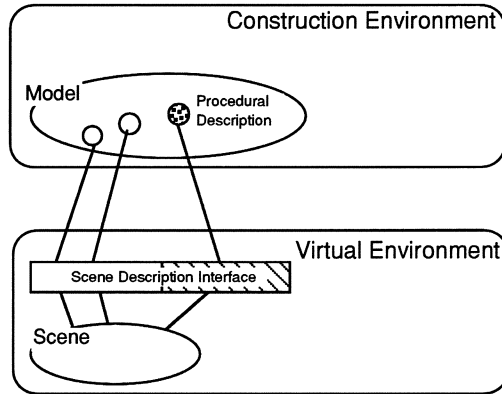 Construction Environment
Model
Procedural
Description
Virtual Environment
Scene Description Interface
Scene